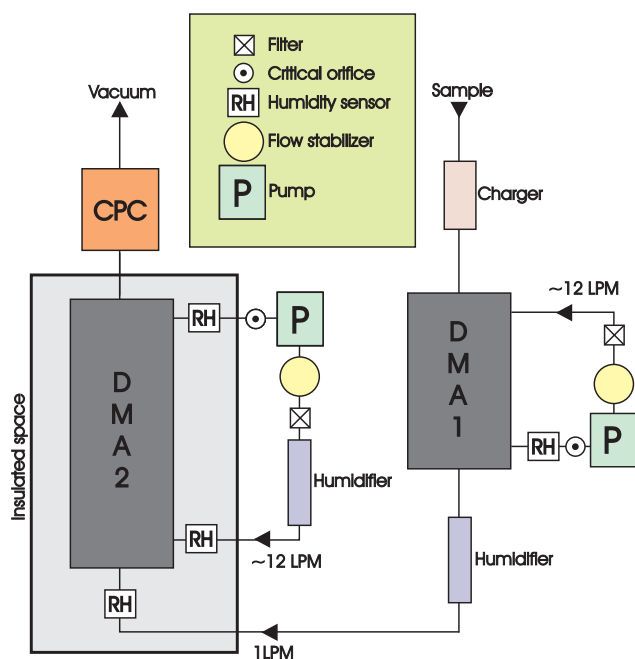 Filter
Critical orifice
RH Humidity sensor
Flow stabilizer
P Pump
Vacuum
Sample
CPC
Charger
~12 LPM
RH
P
D
M
A
2
D
M
A
1
RH
P
Insulated space
Humidifier
RH
~12 LPM
Humidifier
RH
1LPM